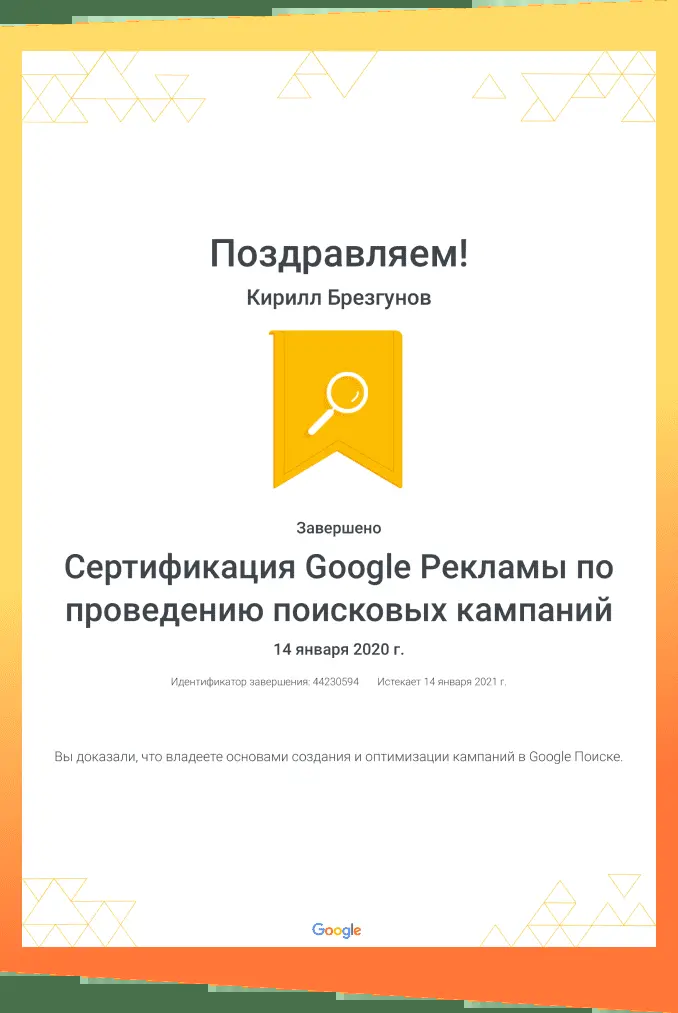 Поздравляем!
Кирилл Брезгунов
Завершено
Сертификация Google Рекламы по
проведению поисковых кампаний
14 января 2020 г.
Идентификатор завершения: 44230594 Истекает 14 января 2021 г.
Вы доказали, что владеете основами создания и оптимизации кампаний в Google Поиске.
Google